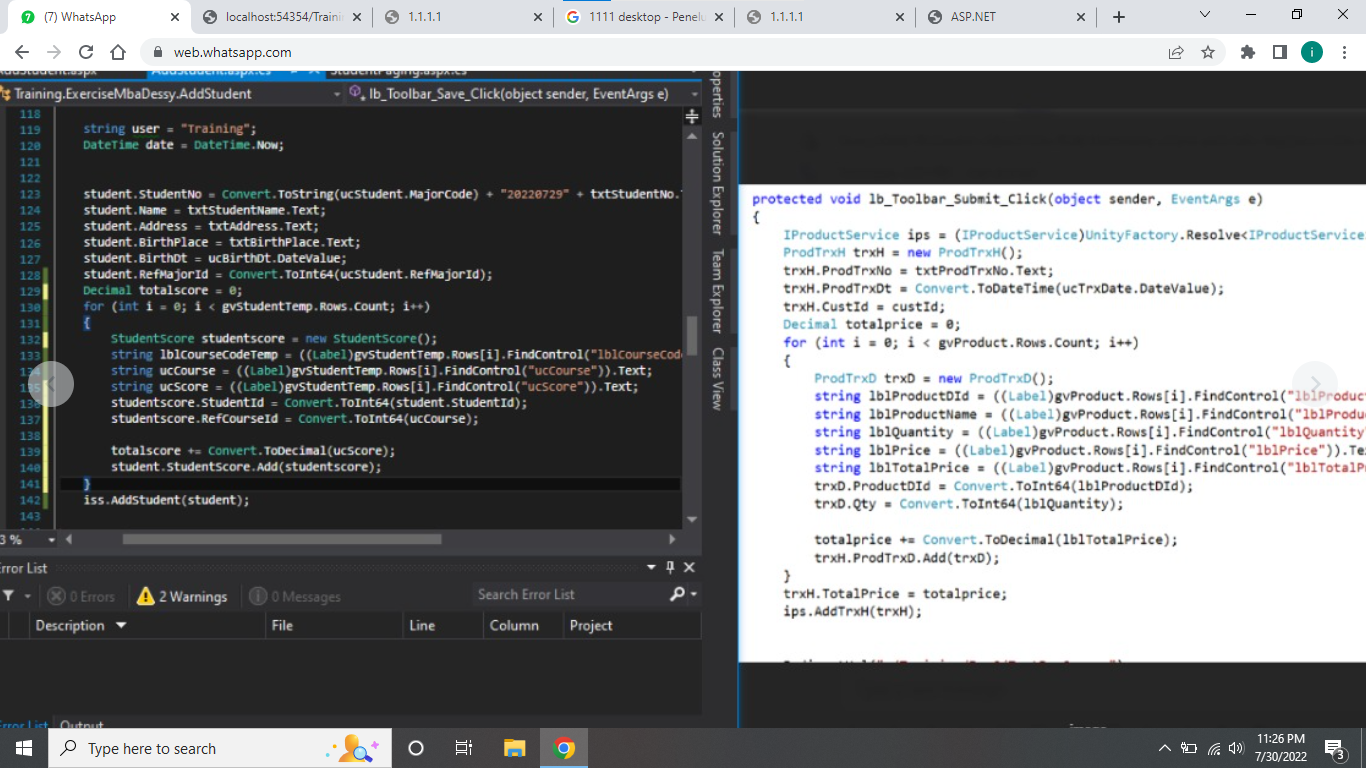 (7) WhatsApp
localhost:54354/Traini
1.1.1.1
1111 desktop - Penel
1.1.1.1
ASP.NET
web.whatsapp.com
AddStudent.aspx.cs
StudentPaging.aspx.cs
Training.ExerciseMbaDessy.AddStudent
lb_Toolbar_Save_Click(object sender, EventArgs e)
118
119 string user = "Training";
120 DateTime date = DateTime.Now;
121
122
123 student.StudentNo = Convert.ToString(ucStudent.MajorCode) + "20220729" + txtStudentNo.
124 student.Name = txtStudentName.Text;
125 student.Address = txtAddress.Text;
126 student.BirthPlace = txtBirthPlace.Text;
127 student.BirthDt = ucBirthDt.DateValue;
128 student.RefMajorId = Convert.ToInt64(ucStudent.RefMajorId);
129 Decimal totalscore = 0;
130 for (int i = 0; i < gvStudentTemp.Rows.Count; i++)
131 {
132 StudentScore studentscore = new StudentScore();
133 string lblCourseCodeTemp = ((Label)gvStudentTemp.Rows[i].FindControl("lblCourseCod
134 string ucCourse = ((Label)gvStudentTemp.Rows[i].FindControl("ucCourse")).Text;
135 string ucScore = ((Label)gvStudentTemp.Rows[i].FindControl("ucScore")).Text;
136 studentscore.StudentId = Convert.ToInt64(student.StudentId);
137 studentscore.RefCourseId = Convert.ToInt64(ucCourse);
138
139 totalscore += Convert.ToDecimal(ucScore);
140 student.StudentScore.Add(studentscore);
141 }
142 iss.AddStudent(student);
143
3 %
operties
Solution Explorer
Team Explorer
Class View
rror List
0 Errors
2 Warnings
0 Messages
Search Error List
Description
File
Line
Column
Project
Error List
Output
protected void lb_Toolbar_Submit_Click(object sender, EventArgs e)
{
IProductService ips = (IProductService)UnityFactory.Resolve<IProductService
ProdTrxH trxH = new ProdTrxH();
trxH.ProdTrxNo = txtProdTrxNo.Text;
trxH.ProdTrxDt = Convert.ToDateTime(ucTrxDate.DateValue);
trxH.CustId = custId;
Decimal totalprice = 0;
for (int i = 0; i < gvProduct.Rows.Count; i++)
{
ProdTrxD trxD = new ProdTrxD();
string lblProductDId = ((Label)gvProduct.Rows[i].FindControl("lblProduct
string lblProductName = ((Label)gvProduct.Rows[i].FindControl("lblProdu
string lblQuantity = ((Label)gvProduct.Rows[i].FindControl("lblQuantity
string lblPrice = ((Label)gvProduct.Rows[i].FindControl("lblPrice")).Te
string lblTotalPrice = ((Label)gvProduct.Rows[i].FindControl("lblTotalP
trxD.ProductDId = Convert.ToInt64(lblProductDId);
trxD.Qty = Convert.ToInt64(lblQuantity);
totalprice += Convert.ToDecimal(lblTotalPrice);
trxH.ProdTrxD.Add(trxD);
}
trxH.TotalPrice = totalprice;
ips.AddTrxH(trxH);
Type here to search
11:26 PM
7/30/2022
3